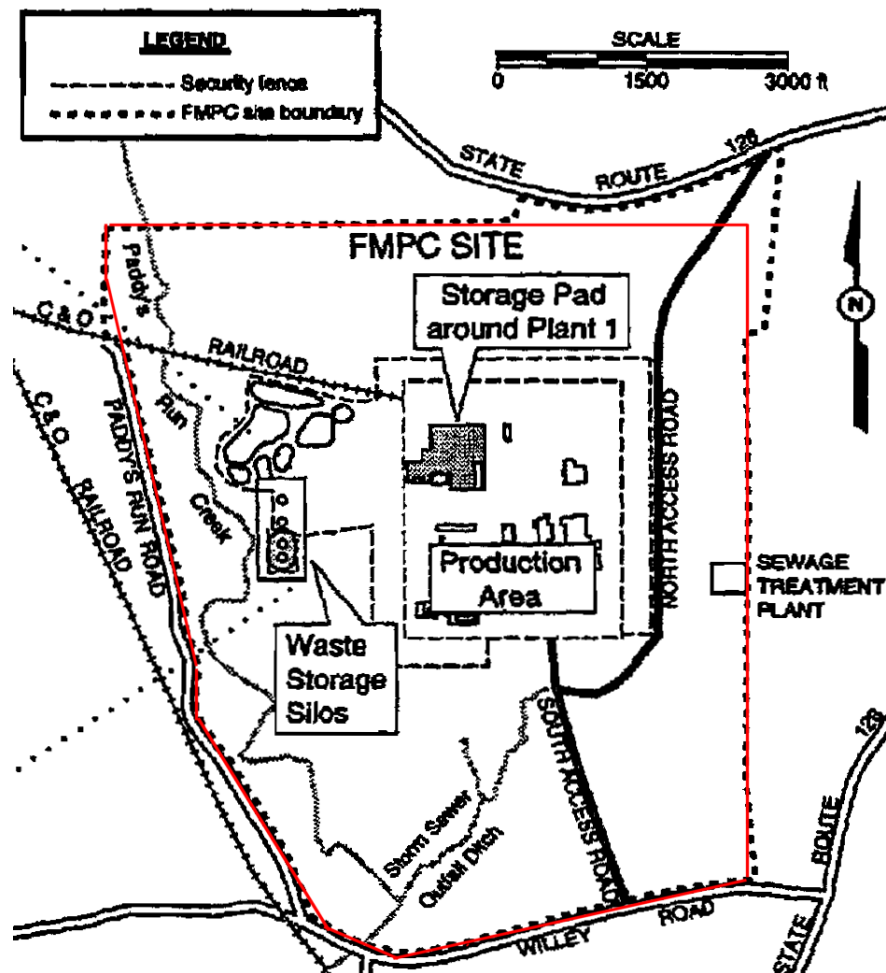 LEGEND
Security fence
FMPC site boundary
SCALE
0 1500 3000 ft
STATE ROUTE 126
FMPC SITE
Paddy's
Storage Pad
around Plant 1
N
C & O RAILROAD
C & O RAILROAD
PADDY'S RUN ROAD
Run
Creek
NORTH ACCESS ROAD
Production
Area
SEWAGE
TREATMENT
PLANT
Waste
Storage
Silos
SOUTH ACCESS ROAD
Storm Sewer
Outfall Ditch
WILLEY ROAD
STATE ROUTE 128